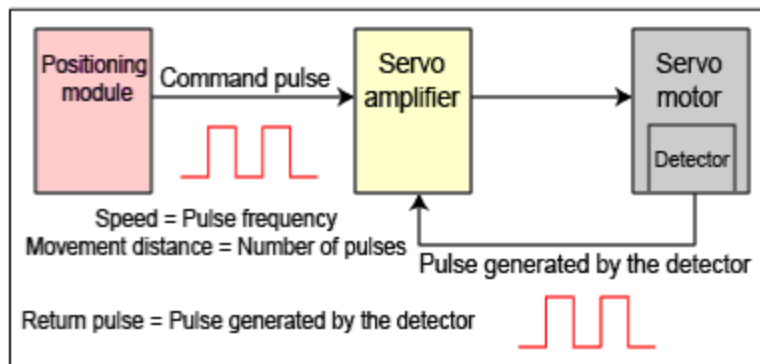 Positioning
module
Command pulse
Servo
amplifier
Servo
motor
Detector
Speed = Pulse frequency
Movement distance = Number of pulses
Pulse generated by the detector
Return pulse = Pulse generated by the detector